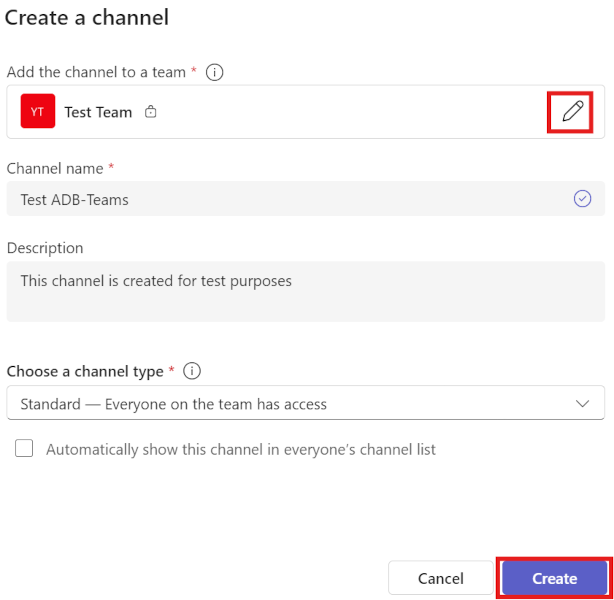 Create a channel
Add the channel to a team *
YT Test Team
Channel name *
Test ADB-Teams
Description
This channel is created for test purposes
Choose a channel type *
Standard — Everyone on the team has access
Automatically show this channel in everyone's channel list
Cancel Create